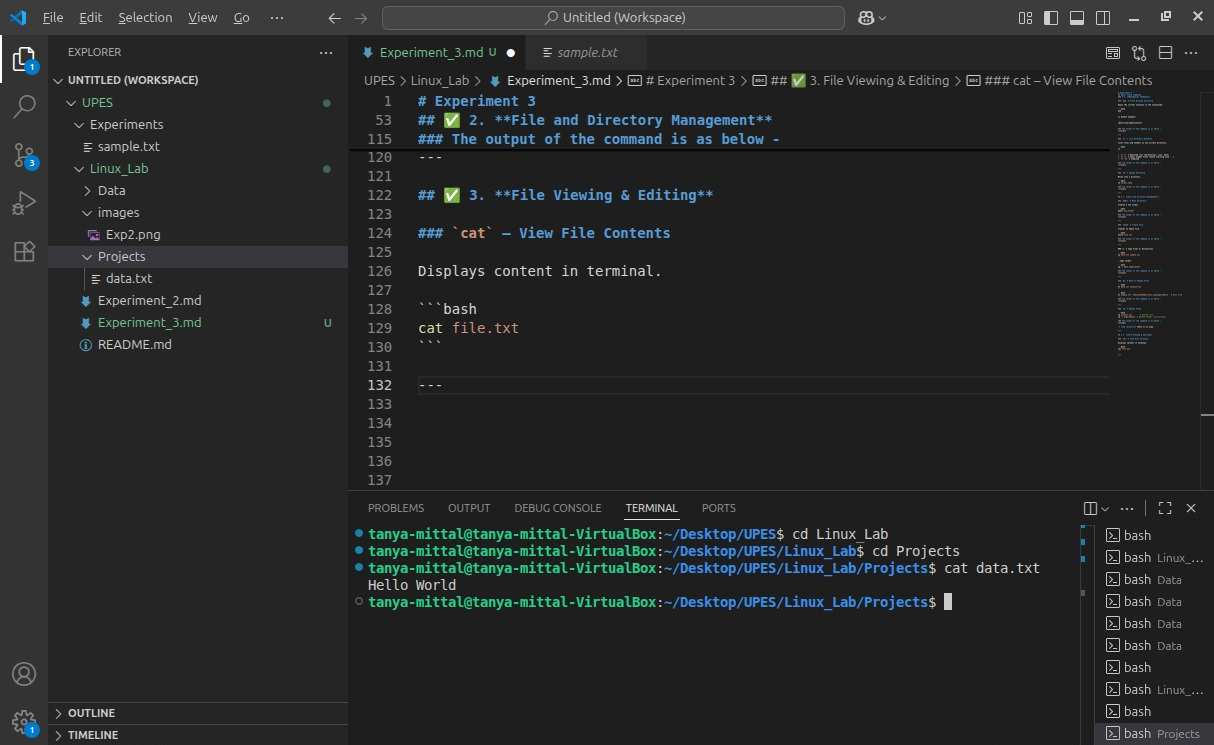 File Edit Selection View Go ··· Untitled (Workspace)
EXPLORER ···
UNTITLED (WORKSPACE)
UPES
Experiments
sample.txt
Linux_Lab
Data
images
Exp2.png
Projects
data.txt
Experiment_2.md
Experiment_3.md U
README.md
OUTLINE
TIMELINE
1
3
1
Experiment_3.md U ● sample.txt
UPES > Linux_Lab > Experiment_3.md > # Experiment 3 > ## ✅ 3. File Viewing & Editing > ### cat – View File Contents
1 # Experiment 3
53 ## ✅ 2. **File and Directory Management**
115 ### The output of the command is as below -
120 ---
121
122 ## ✅ 3. **File Viewing & Editing**
123
124 ### `cat` – View File Contents
125
126 Displays content in terminal.
127
128 ```bash
129 cat file.txt
130 ```
131
132 ---
133
134
135
136
137
PROBLEMS OUTPUT DEBUG CONSOLE TERMINAL PORTS
tanya-mittal@tanya-mittal-VirtualBox:~/Desktop/UPES$ cd Linux_Lab
tanya-mittal@tanya-mittal-VirtualBox:~/Desktop/UPES/Linux_Lab$ cd Projects
tanya-mittal@tanya-mittal-VirtualBox:~/Desktop/UPES/Linux_Lab/Projects$ cat data.txt
Hello World
tanya-mittal@tanya-mittal-VirtualBox:~/Desktop/UPES/Linux_Lab/Projects$
bash
bash Linux_...
bash Data
bash Data
bash Data
bash Data
bash
bash Linux_...
bash
bash Projects